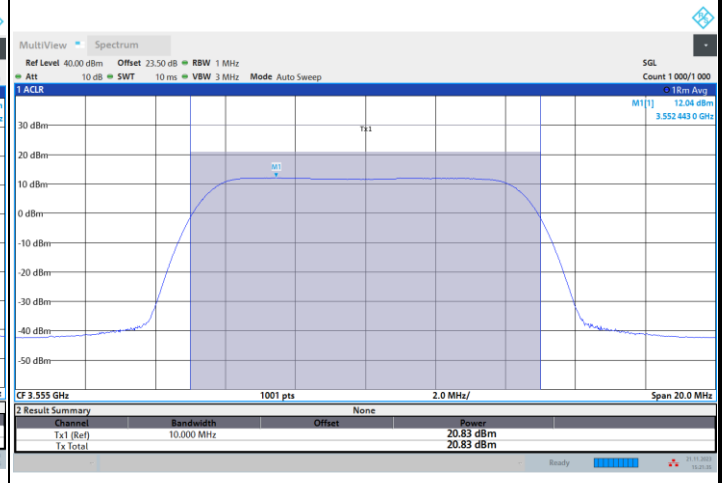 MultiView Spectrum
Ref Level 40.00 dBm Offset 23.50 dB RBW 1 MHz SGL
Att 10 dB SWT 10 ms VBW 3 MHz Mode Auto Sweep Count 1 000/1 000
1 ACLR 1Rm Avg
M1[1] 12.04 dBm
3.552 443 0 GHz
Tx1
30 dBm
20 dBm
M1
10 dBm
0 dBm
-10 dBm
-20 dBm
-30 dBm
-40 dBm
-50 dBm
CF 3.555 GHz 1001 pts 2.0 MHz/ Span 20.0 MHz
2 Result Summary None
Channel Bandwidth Offset Power
Tx1 (Ref) 10.000 MHz 20.83 dBm
Tx Total 20.83 dBm
Ready